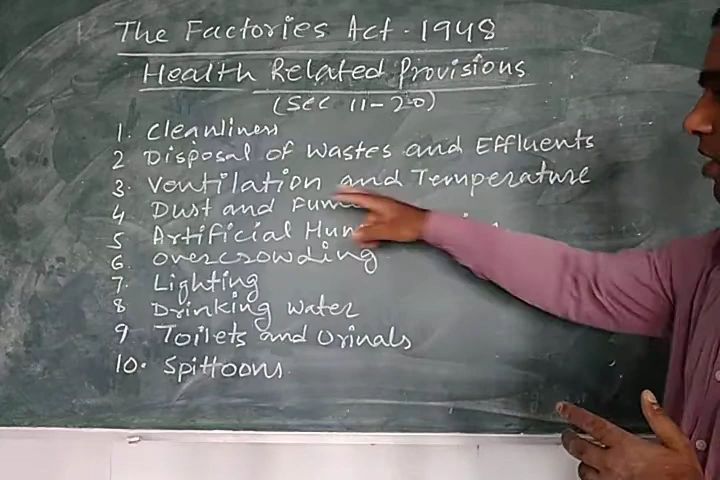 The Factories Act - 1948
Health Related Provisions
(Sec 11-20)
1. Cleanliness
2 Disposal of wastes and Effluents
3. Ventilation and Temperature
4 Dust and
5 Artificial
6 overcrowding
7. Lighting
8 Drinking water
9 Toilets and Urinals
10. Spittoons